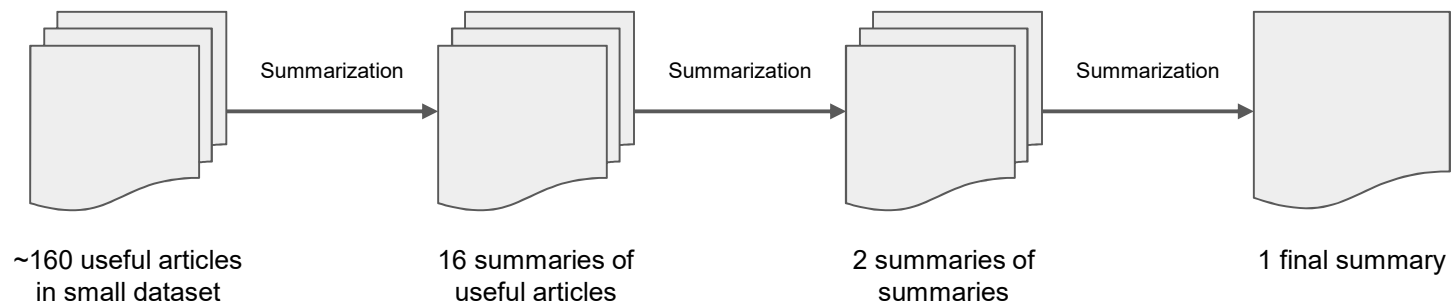 Summarization
Summarization
Summarization
~160 useful articles
in small dataset
16 summaries of
useful articles
2 summaries of
summaries
1 final summary